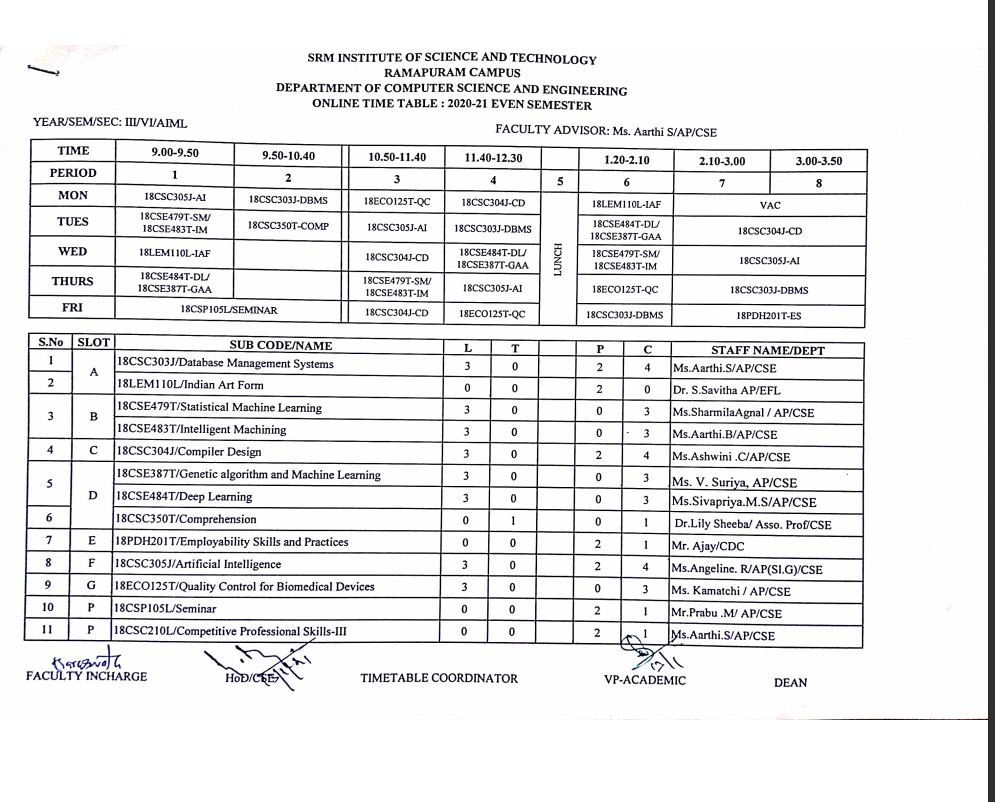 SRM INSTITUTE OF SCIENCE AND TECHNOLOGY
RAMAPURAM CAMPUS
DEPARTMENT OF COMPUTER SCIENCE AND ENGINEERING
ONLINE TIME TABLE : 2020-21 EVEN SEMESTER
YEAR/SEM/SEC: III/VI/AIML FACULTY ADVISOR: Ms. Aarthi S/AP/CSE
TIME 9.00-9.50 9.50-10.40 10.50-11.40 11.40-12.30 1.20-2.10 2.10-3.00 3.00-3.50
PERIOD 1 2 3 4 5 6 7 8
MON 18CSC305J-AI 18CSC303J-DBMS 18ECO125T-QC 18CSC304J-CD LUNCH 18LEM110L-IAF VAC
TUES 18CSE479T-SM/ 18CSE483T-IM 18CSC350T-COMP 18CSC305J-AI 18CSC303J-DBMS 18CSE484T-DL/ 18CSE387T-GAA 18CSC304J-CD
WED 18LEM110L-IAF 18CSC304J-CD 18CSE484T-DL/ 18CSE387T-GAA 18CSE479T-SM/ 18CSE483T-IM 18CSC305J-AI
THURS 18CSE484T-DL/ 18CSE387T-GAA 18CSE479T-SM/ 18CSE483T-IM 18CSC305J-AI 18ECO125T-QC 18CSC303J-DBMS
FRI 18CSP105L/SEMINAR 18CSC304J-CD 18ECO125T-QC 18CSC303J-DBMS 18PDH201T-ES
S.No SLOT SUB CODE/NAME L T P C STAFF NAME/DEPT
1 A 18CSC303J/Database Management Systems 3 0 2 4 Ms.Aarthi.S/AP/CSE
2 18LEM110L/Indian Art Form 0 0 2 0 Dr. S.Savitha AP/EFL
3 B 18CSE479T/Statistical Machine Learning 3 0 0 3 Ms.SharmilaAgnal / AP/CSE
18CSE483T/Intelligent Machining 3 0 0 3 Ms.Aarthi.B/AP/CSE
4 C 18CSC304J/Compiler Design 3 0 2 4 Ms.Ashwini .C/AP/CSE
5 D 18CSE387T/Genetic algorithm and Machine Learning 3 0 0 3 Ms. V. Suriya, AP/CSE
18CSE484T/Deep Learning 3 0 0 3 Ms.Sivapriya.M.S/AP/CSE
6 18CSC350T/Comprehension 0 1 0 1 Dr.Lily Sheeba/ Asso. Prof/CSE
7 E 18PDH201T/Employability Skills and Practices 0 0 2 1 Mr. Ajay/CDC
8 F 18CSC305J/Artificial Intelligence 3 0 2 4 Ms.Angeline. R/AP(Sl.G)/CSE
9 G 18ECO125T/Quality Control for Biomedical Devices 3 0 0 3 Ms. Kamatchi / AP/CSE
10 P 18CSP105L/Seminar 0 0 2 1 Mr.Prabu .M/ AP/CSE
11 P 18CSC210L/Competitive Professional Skills-III 0 0 2 1 Ms.Aarthi.S/AP/CSE
FACULTY INCHARGE HoD/CSE TIMETABLE COORDINATOR VP-ACADEMIC DEAN